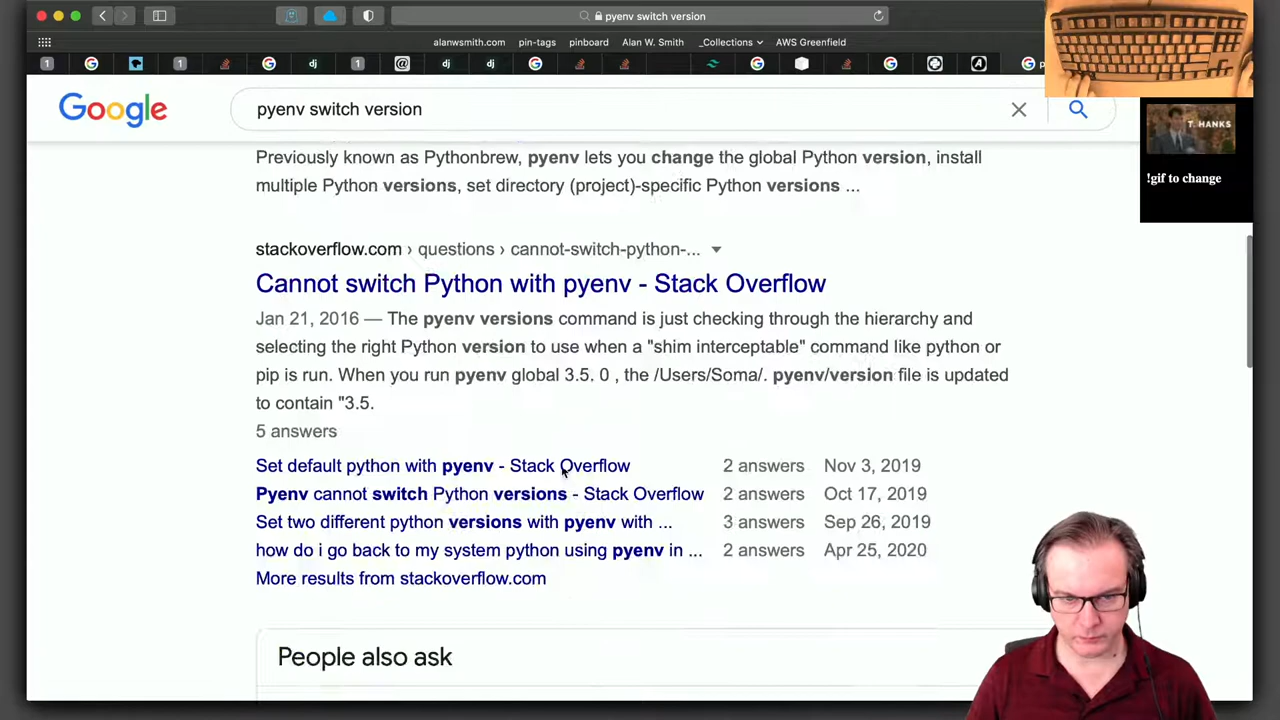 pyenv switch version
alanwsmith.com pin-tags pinboard Alan W. Smith _Collections AWS Greenfield
1 1 dj 1 @ dj dj
Google
pyenv switch version
T. HANKS
!gif to change
Previously known as Pythonbrew, pyenv lets you change the global Python version, install
multiple Python versions, set directory (project)-specific Python versions ...
stackoverflow.com › questions › cannot-switch-python-...
Cannot switch Python with pyenv - Stack Overflow
Jan 21, 2016 — The pyenv versions command is just checking through the hierarchy and
selecting the right Python version to use when a "shim interceptable" command like python or
pip is run. When you run pyenv global 3.5. 0 , the /Users/Soma/. pyenv/version file is updated
to contain "3.5.
5 answers
Set default python with pyenv - Stack Overflow 2 answers Nov 3, 2019
Pyenv cannot switch Python versions - Stack Overflow 2 answers Oct 17, 2019
Set two different python versions with pyenv with ... 3 answers Sep 26, 2019
how do i go back to my system python using pyenv in ... 2 answers Apr 25, 2020
More results from stackoverflow.com
People also ask